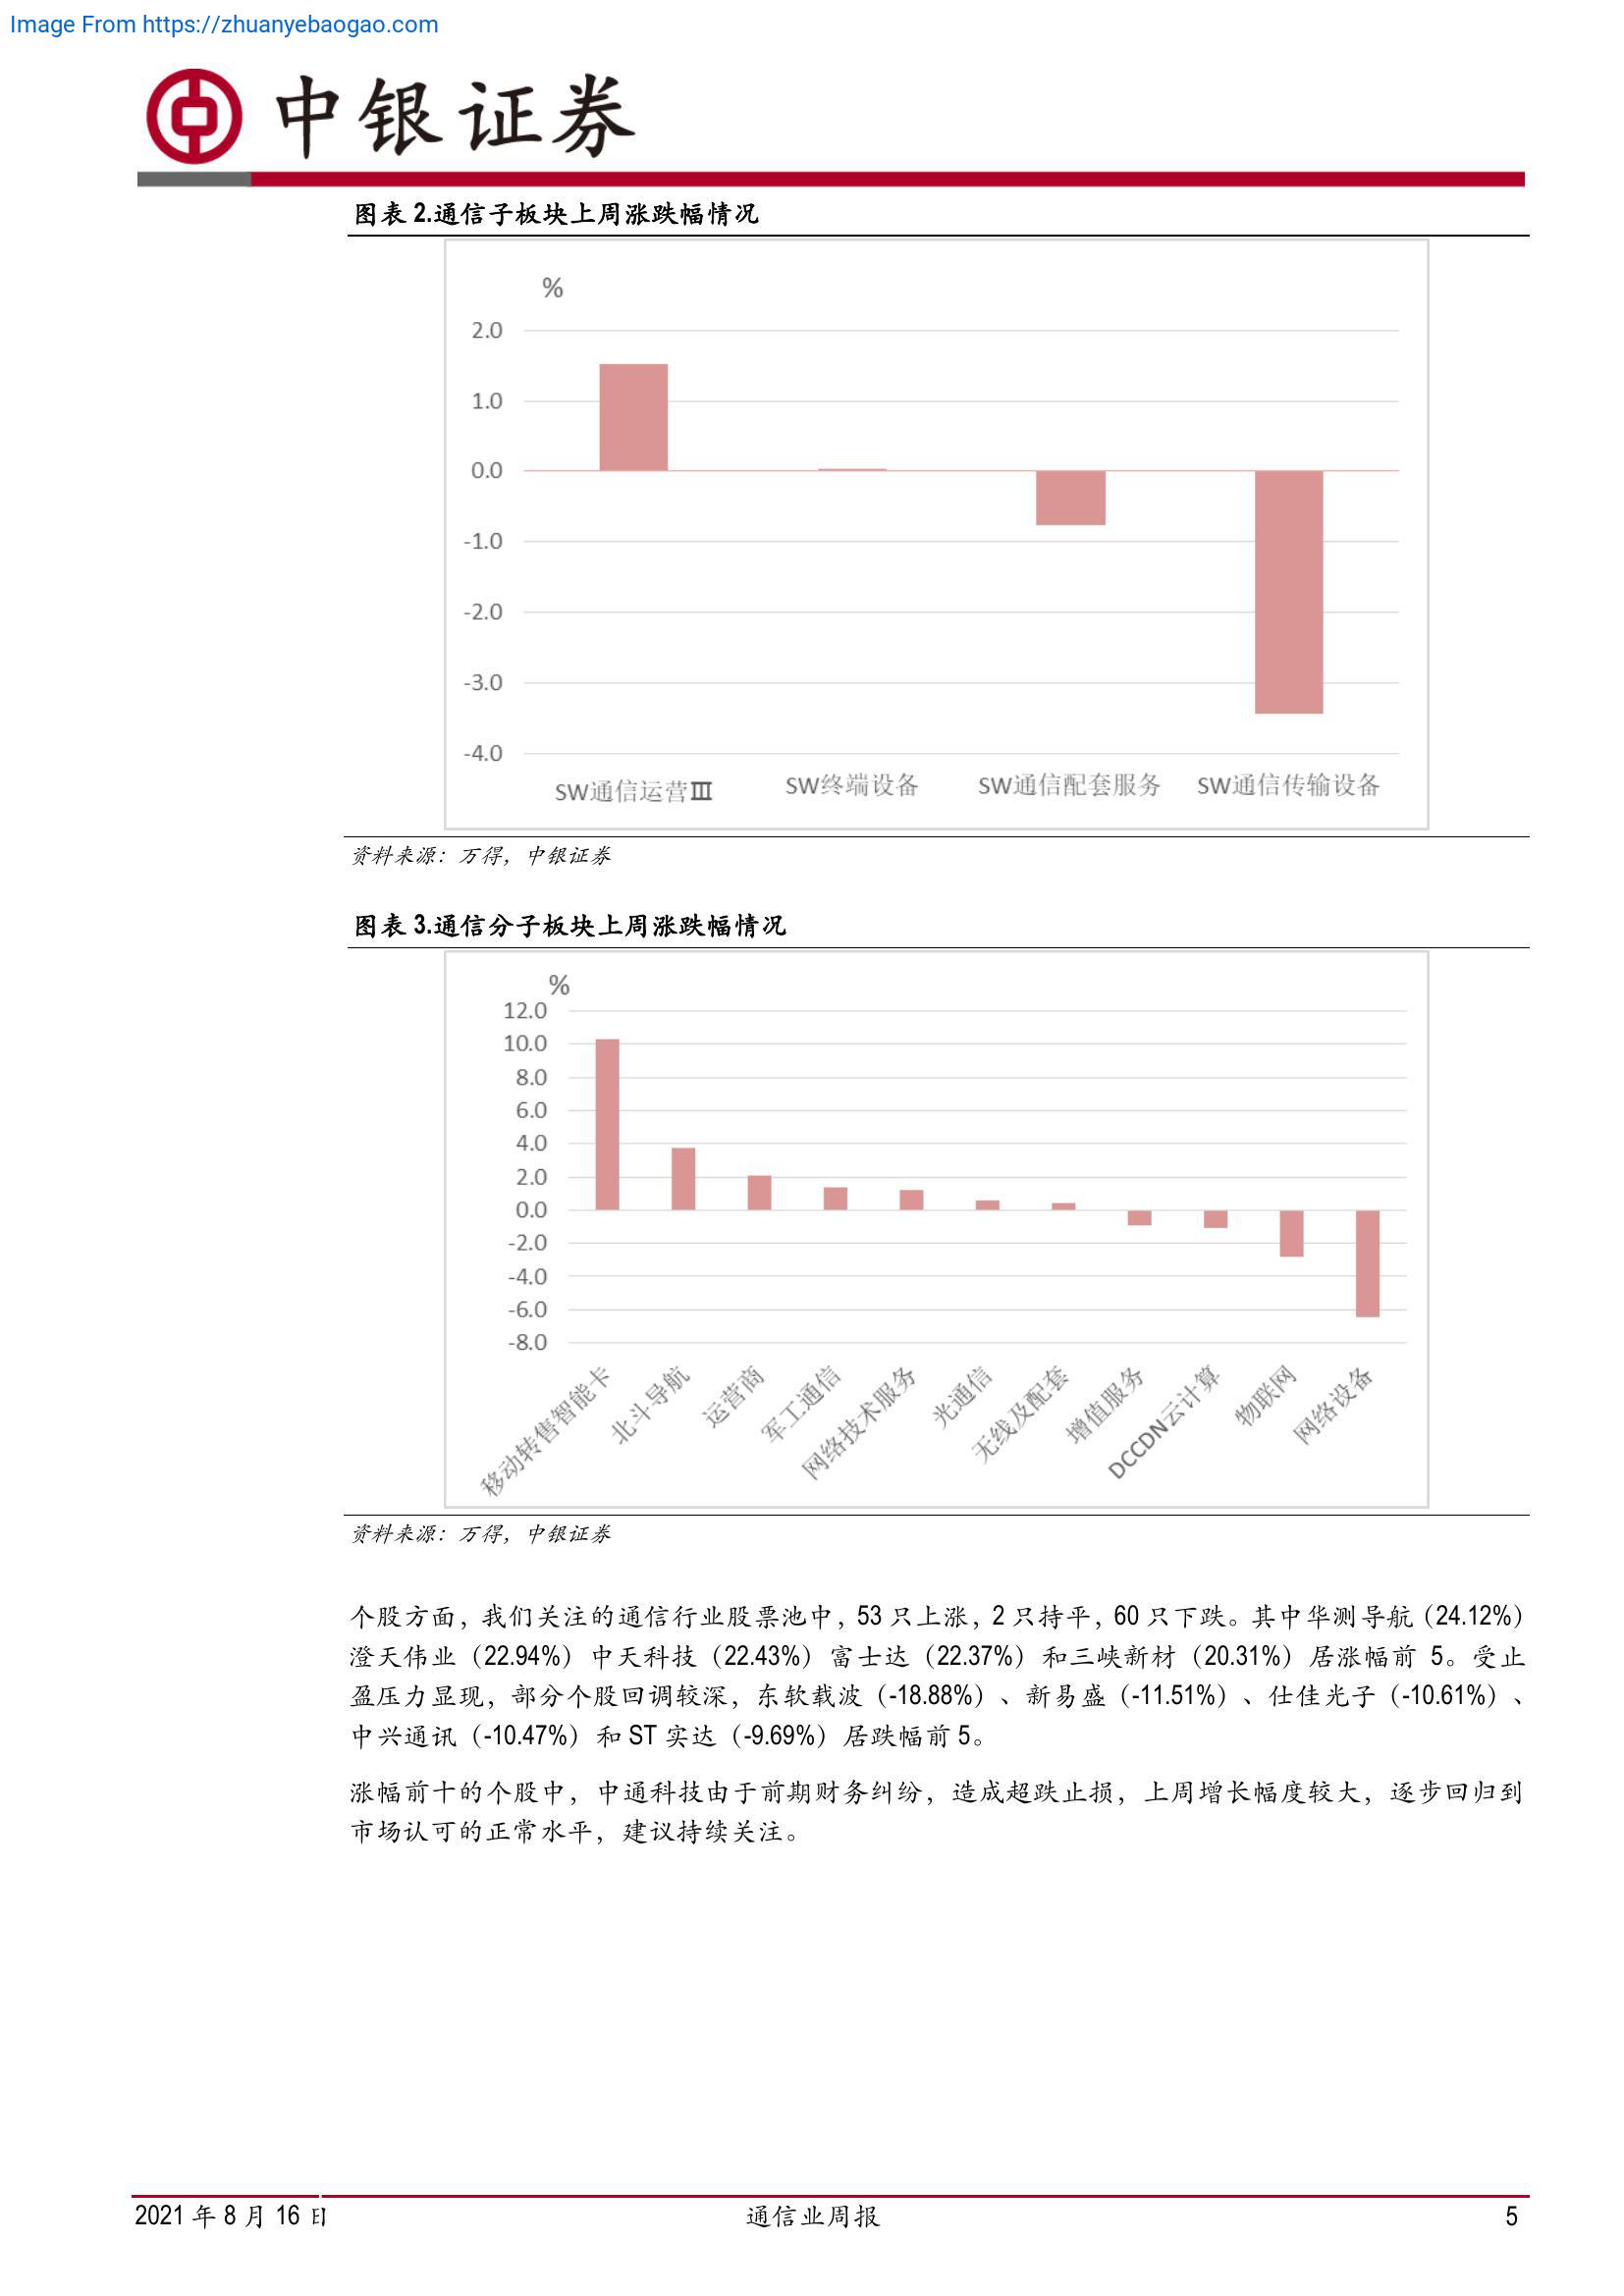 Image From https://zhuanyebaogao.com
中银证券
图表 2.通信子板块上周涨跌幅情况
%
2.0
1.0
0.0
-1.0
-2.0
-3.0
-4.0
SW通信运营Ⅲ SW终端设备 SW通信配套服务 SW通信传输设备
资料来源：万得，中银证券
图表 3.通信分子板块上周涨跌幅情况
%
12.0
10.0
8.0
6.0
4.0
2.0
0.0
-2.0
-4.0
-6.0
-8.0
移动转售智能卡 北斗导航 运营商 军工通信 网络技术服务 光通信 无线及配套 增值服务 DCCDN云计算 物联网 网络设备
资料来源：万得，中银证券
个股方面，我们关注的通信行业股票池中，53 只上涨，2 只持平，60 只下跌。其中华测导航（24.12%）
澄天伟业（22.94%）中天科技（22.43%）富士达（22.37%）和三峡新材（20.31%）居涨幅前 5。受止
盈压力显现，部分个股回调较深，东软载波（-18.88%）、新易盛（-11.51%）、仕佳光子（-10.61%）、
中兴通讯（-10.47%）和 ST 实达（-9.69%）居跌幅前 5。
涨幅前十的个股中，中通科技由于前期财务纠纷，造成超跌止损，上周增长幅度较大，逐步回归到
市场认可的正常水平，建议持续关注。
2021 年 8 月 16 日 通信业周报 5